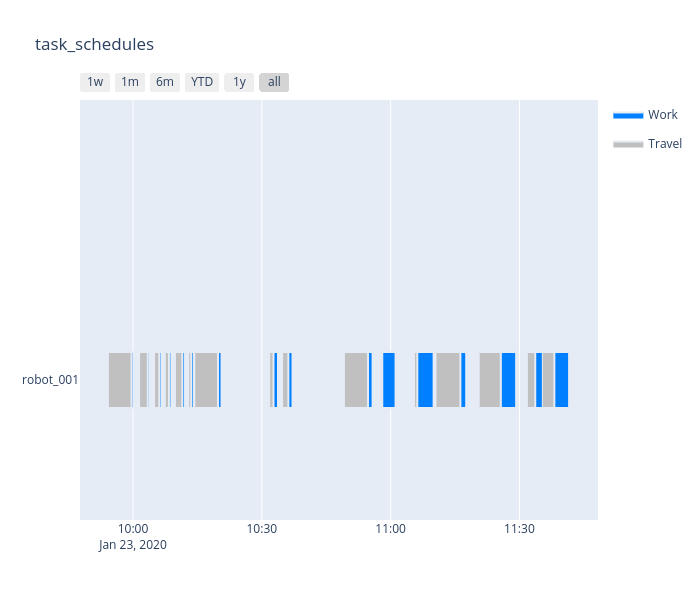 task_schedules
1w 1m 6m YTD 1y all
Work
Travel
robot_001
10:00 10:30 11:00 11:30
Jan 23, 2020